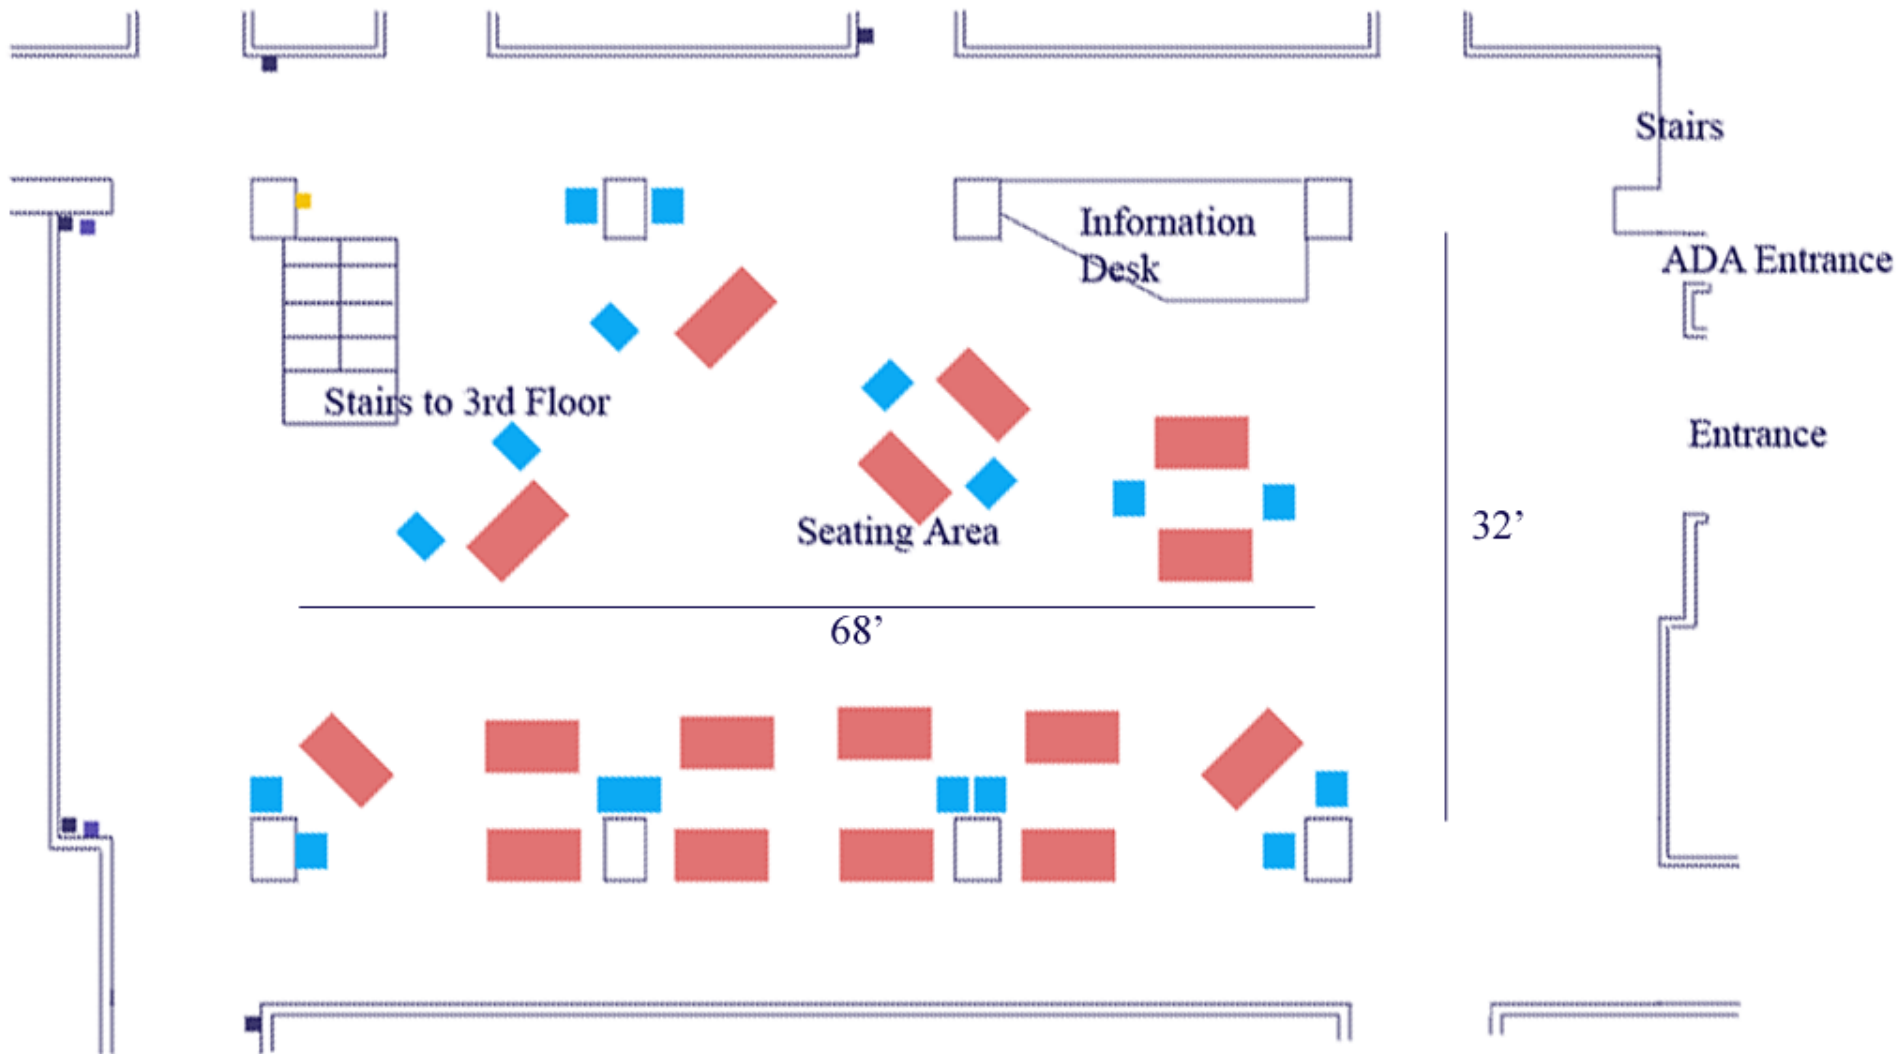 Stairs
Infornation
Desk
ADA Entrance
Stairs to 3rd Floor
Entrance
Seating Area
32’
68’